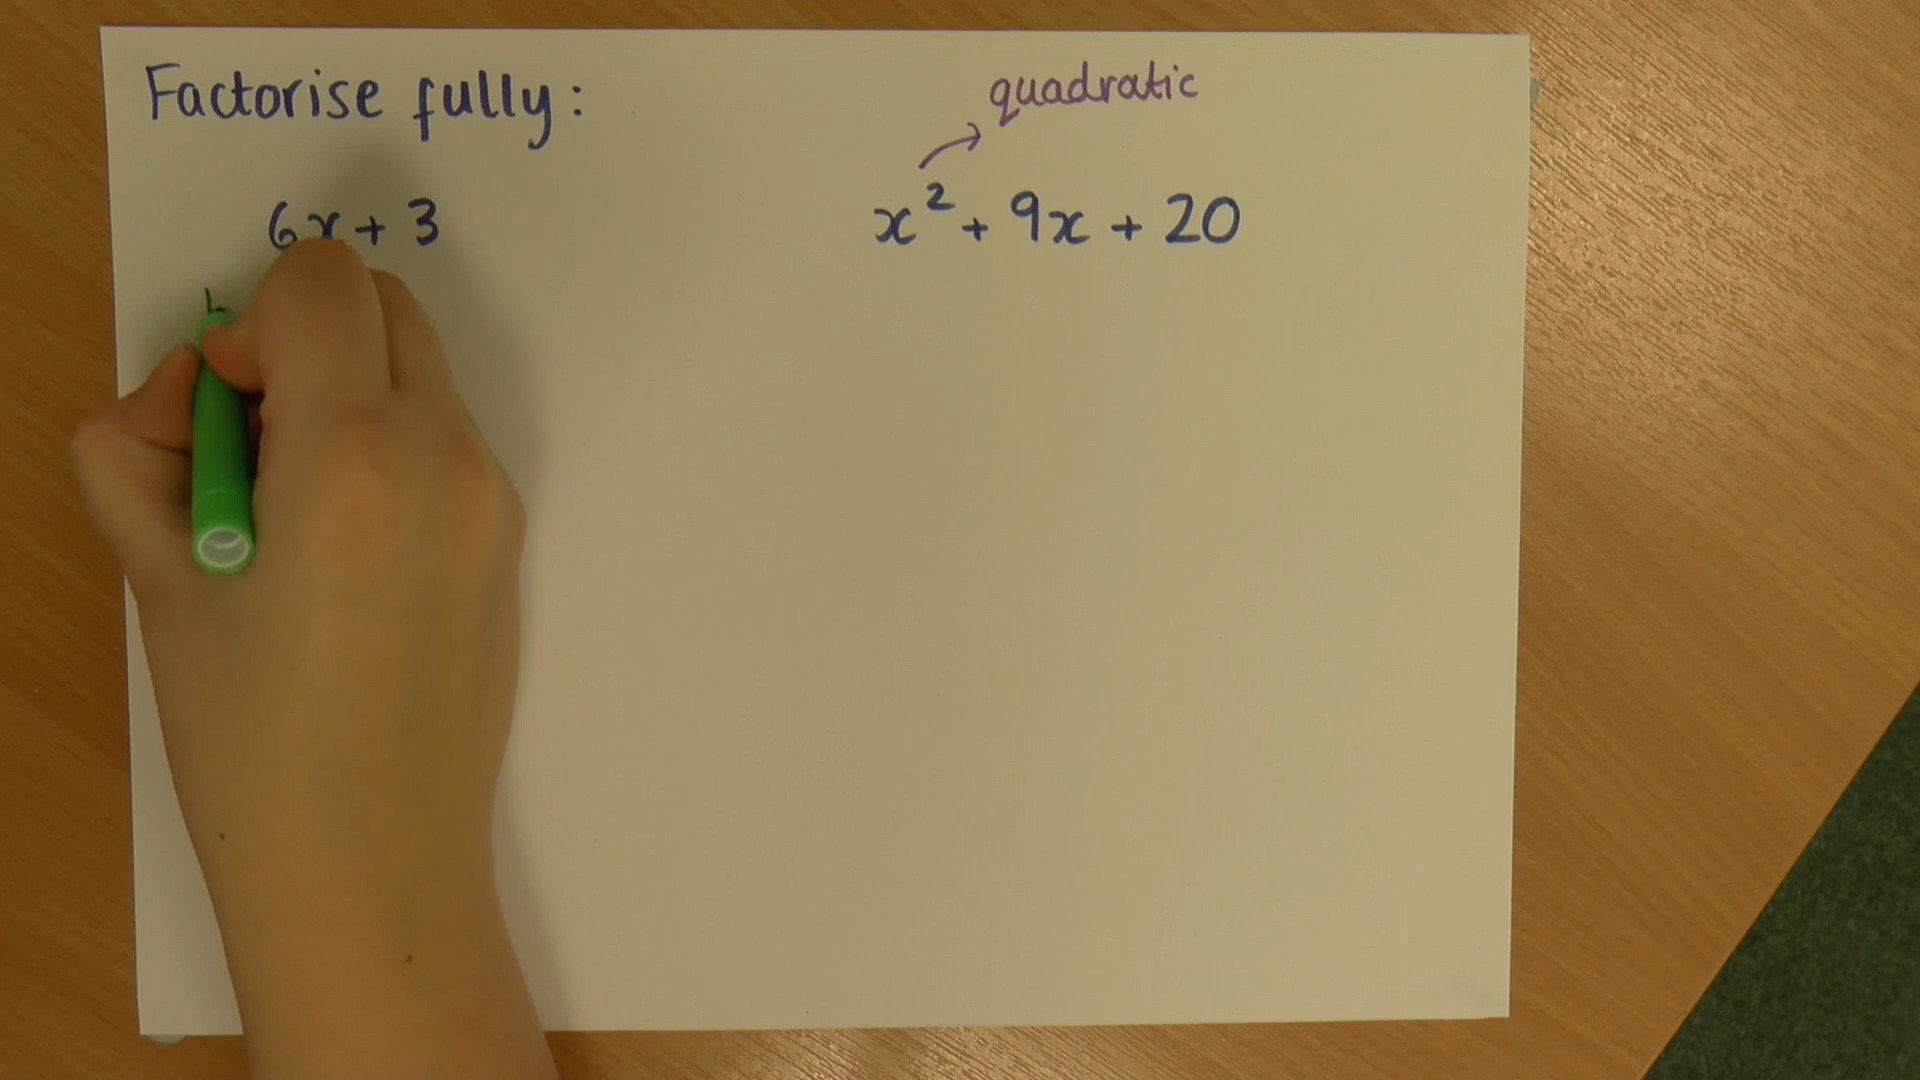 Factorise fully:
quadratic
6x + 3
x² + 9x + 20